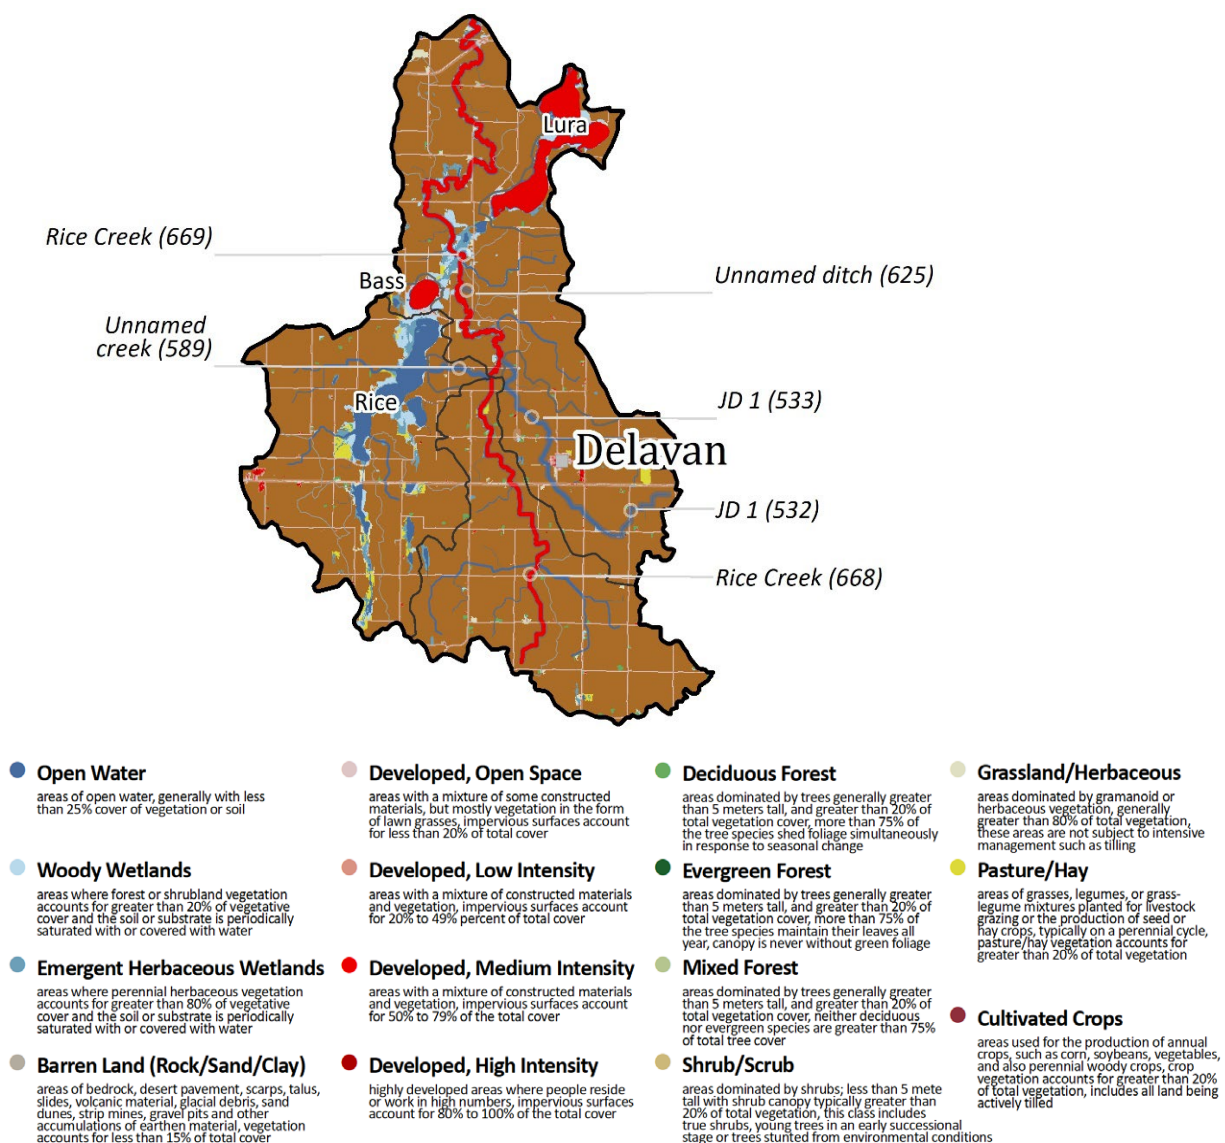 Lura
Rice Creek (669)
Bass
Unnamed ditch (625)
Unnamed
creek (589)
Rice
JD 1 (533)
Delavan
JD 1 (532)
Rice Creek (668)
Open Water
areas of open water, generally with less
than 25% cover of vegetation or soil
Woody Wetlands
areas where forest or shrubland vegetation
accounts for greater than 20% of vegetative
cover and the soil or substrate is periodically
saturated with or covered with water
Emergent Herbaceous Wetlands
areas where perennial herbaceous vegetation
accounts for greater than 80% of vegetative
cover and the soil or substrate is periodically
saturated with or covered with water
Barren Land (Rock/Sand/Clay)
areas of bedrock, desert pavement, scarps, talus,
slides, volcanic material, glacial debris, sand
dunes, strip mines, gravel pits and other
accumulations of earthen material, vegetation
accounts for less than 15% of total cover
Developed, Open Space
areas with a mixture of some constructed
materials, but mostly vegetation in the form
of lawn grasses, impervious surfaces account
for less than 20% of total cover
Developed, Low Intensity
areas with a mixture of constructed materials
and vegetation, impervious surfaces account
for 20% to 49% percent of total cover
Developed, Medium Intensity
areas with a mixture of constructed materials
and vegetation, impervious surfaces account
for 50% to 79% of the total cover
Developed, High Intensity
highly developed areas where people reside
or work in high numbers, impervious surfaces
account for 80% to 100% of the total cover
Deciduous Forest
areas dominated by trees generally greater
than 5 meters tall, and greater than 20% of
total vegetation cover, more than 75% of
the tree species shed foliage simultaneously
in response to seasonal change
Evergreen Forest
areas dominated by trees generally greater
than 5 meters tall, and greater than 20% of
total vegetation cover, more than 75% of
the tree species maintain their leaves all
year, canopy is never without green foliage
Mixed Forest
areas dominated by trees generally greater
than 5 meters tall, and greater than 20% of
total vegetation cover, neither deciduous
nor evergreen species are greater than 75%
of total tree cover
Shrub/Scrub
areas dominated by shrubs; less than 5 mete
tall with shrub canopy typically greater than
20% of total vegetation, this class includes
true shrubs, young trees in an early successional
stage or trees stunted from environmental conditions
Grassland/Herbaceous
areas dominated by gramanoid or
herbaceous vegetation, generally
greater than 80% of total vegetation,
these areas are not subject to intensive
management such as tilling
Pasture/Hay
areas of grasses, legumes, or grass-
legume mixtures planted for livestock
grazing or the production of seed or
hay crops, typically on a perennial cycle,
pasture/hay vegetation accounts for
greater than 20% of total vegetation
Cultivated Crops
areas used for the production of annual
crops, such as corn, soybeans, vegetables,
and also perennial woody crops, crop
vegetation accounts for greater than 20%
of total vegetation, includes all land being
actively tilled